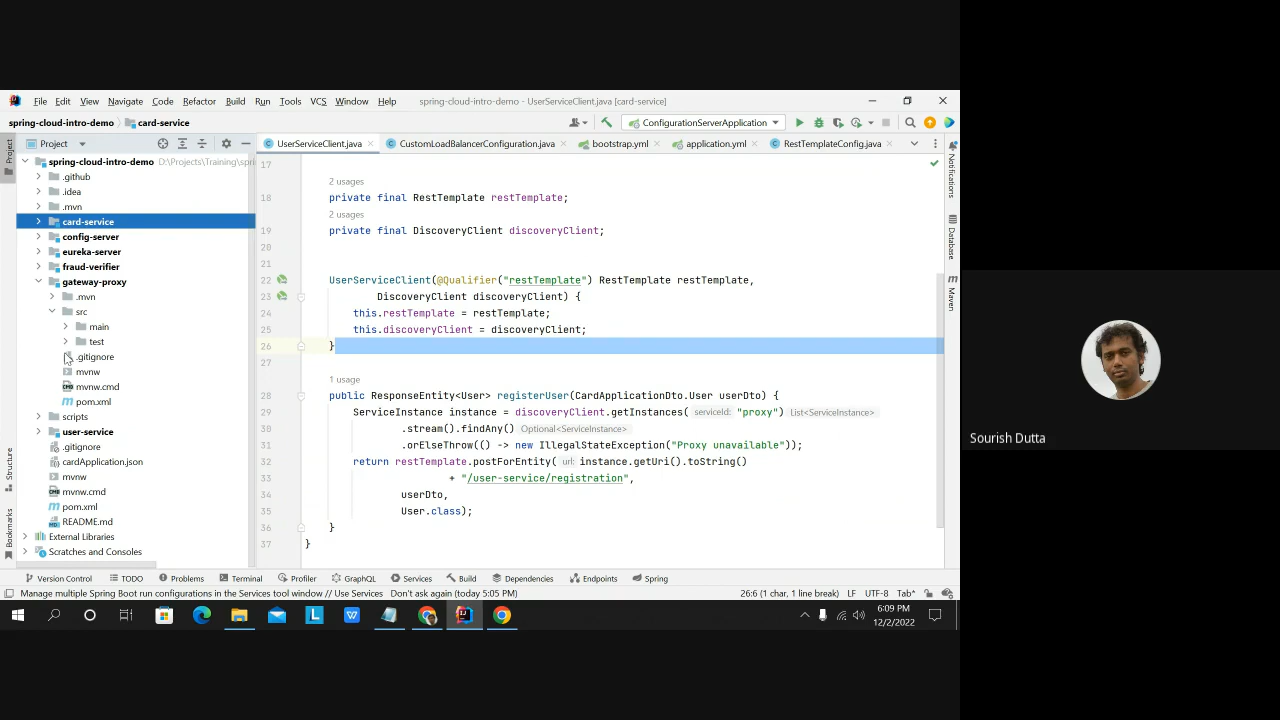 File Edit View Navigate Code Refactor Build Run Tools VCS Window Help spring-cloud-intro-demo - UserServiceClient.java [card-service]
spring-cloud-intro-demo card-service ConfigurationServerApplication
Project UserServiceClient.java CustomLoadBalancerConfiguration.java bootstrap.yml application.yml RestTemplateConfig.java
Project
Structure
Bookmarks
spring-cloud-intro-demo D:\Projects\Training\spri
.github
.idea
.mvn
card-service
config-server
eureka-server
fraud-verifier
gateway-proxy
.mvn
src
main
test
.gitignore
mvnw
mvnw.cmd
pom.xml
scripts
user-service
.gitignore
cardApplication.json
mvnw
mvnw.cmd
pom.xml
README.md
External Libraries
Scratches and Consoles
17
2 usages
18 private final RestTemplate restTemplate;
2 usages
19 private final DiscoveryClient discoveryClient;
20
21
22 UserServiceClient(@Qualifier("restTemplate") RestTemplate restTemplate,
23 DiscoveryClient discoveryClient) {
24 this.restTemplate = restTemplate;
25 this.discoveryClient = discoveryClient;
26 }
27
1 usage
28 public ResponseEntity<User> registerUser(CardApplicationDto.User userDto) {
29 ServiceInstance instance = discoveryClient.getInstances( serviceId: "proxy") List<ServiceInstance>
30 .stream().findAny() Optional<ServiceInstance>
31 .orElseThrow(() -> new IllegalStateException("Proxy unavailable"));
32 return restTemplate.postForEntity( url: instance.getUri().toString()
33 + "/user-service/registration",
34 userDto,
35 User.class);
36 }
37 }
Notifications
Database
Maven
Version Control TODO Problems Terminal Profiler GraphQL Services Build Dependencies Endpoints Spring
Manage multiple Spring Boot run configurations in the Services tool window // Use Services Don't ask again (today 5:05 PM) 26:6 (1 char, 1 line break) LF UTF-8 Tab*
6:09 PM
12/2/2022
Sourish Dutta